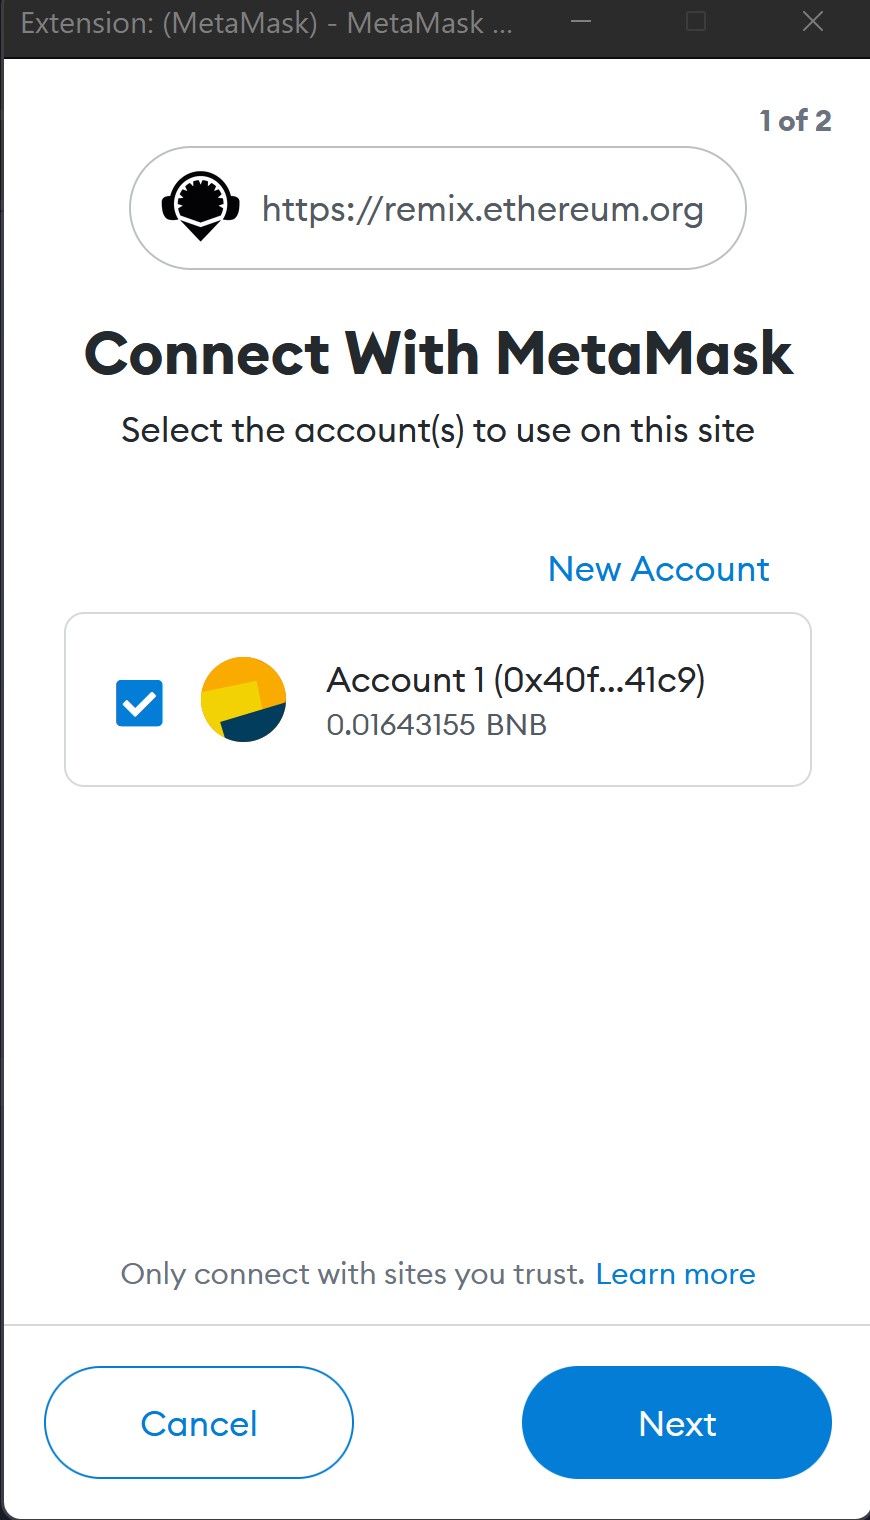 Extension: (MetaMask) - MetaMask ...
1 of 2
https://remix.ethereum.org
Connect With MetaMask
Select the account(s) to use on this site
New Account
Account 1 (0x40f...41c9)
0.01643155 BNB
Only connect with sites you trust. Learn more
Cancel
Next